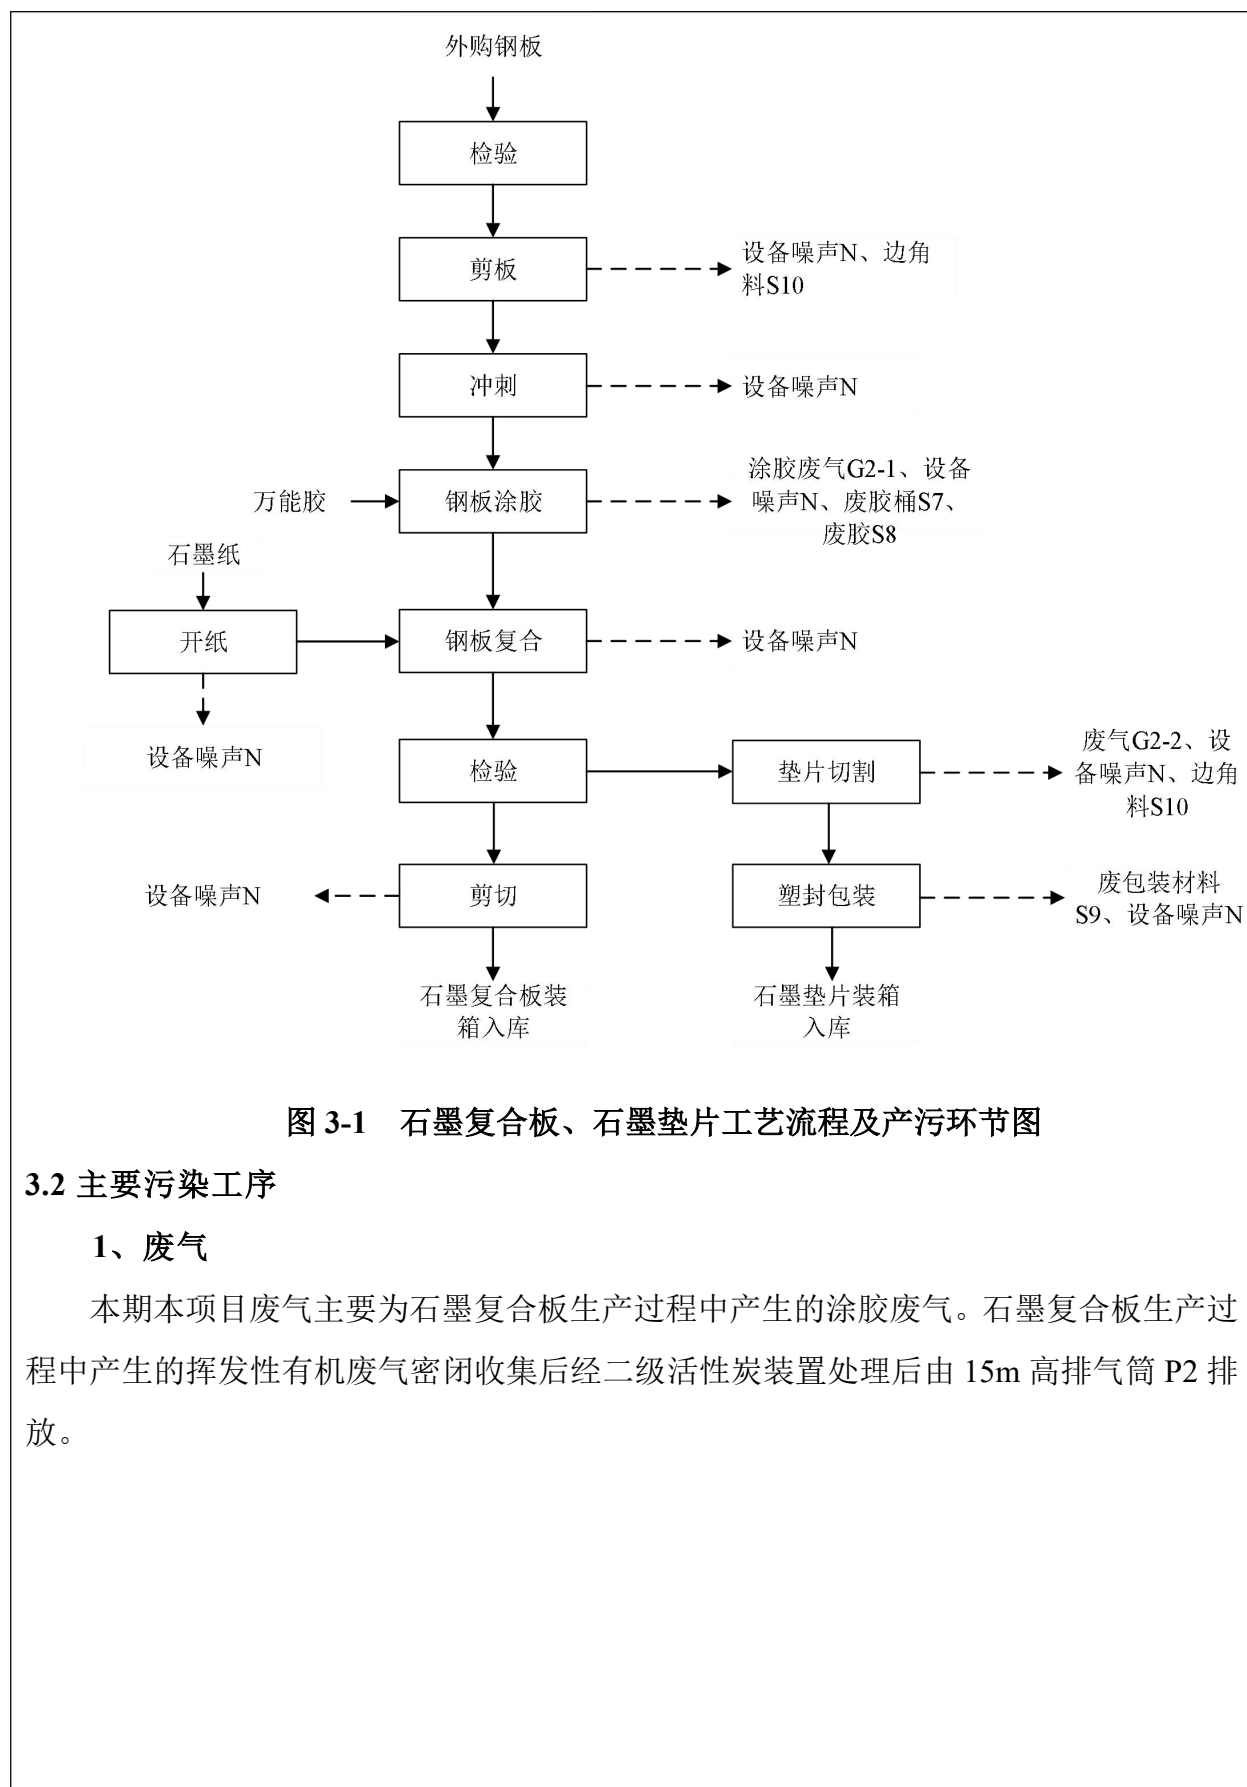 外购钢板
检验
剪板
设备噪声N、边角
料S10
冲刺
设备噪声N
万能胶
钢板涂胶
涂胶废气G2-1、设备
噪声N、废胶桶S7、
废胶S8
石墨纸
开纸
钢板复合
设备噪声N
设备噪声N
检验
垫片切割
废气G2-2、设
备噪声N、边角
料S10
设备噪声N
剪切
塑封包装
废包装材料
S9、设备噪声N
石墨复合板装
箱入库
石墨垫片装箱
入库
图 3-1 石墨复合板、石墨垫片工艺流程及产污环节图
3.2 主要污染工序
1、废气
本期本项目废气主要为石墨复合板生产过程中产生的涂胶废气。石墨复合板生产过
程中产生的挥发性有机废气密闭收集后经二级活性炭装置处理后由 15m 高排气筒 P2 排
放。